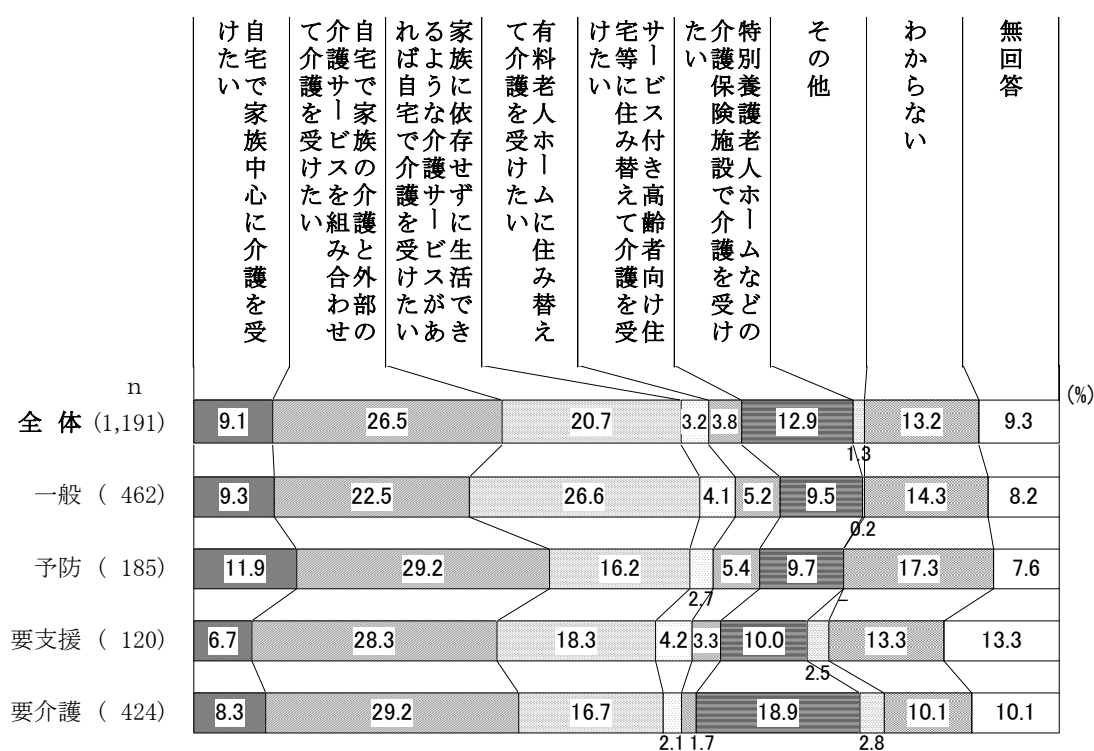 自宅で家族中心に介護を受
けたい
自宅で家族の介護と外部の
介護サービスを組み合わせ
て介護を受けたい
家族に依存せずに生活でき
るような介護サービスがあ
れば自宅で介護を受けたい
有料老人ホームに住み替え
て介護を受けたい
サービス付き高齢者向け住
宅等に住み替えて介護を受
けたい
特別養護老人ホームなどの
介護保険施設で介護を受け
たい
その他
わからない
無回答
n
(%)
全 体 (1,191) 9.1 26.5 20.7 3.2 3.8 12.9 1.3 13.2 9.3
一般 ( 462) 9.3 22.5 26.6 4.1 5.2 9.5 0.2 14.3 8.2
予防 ( 185) 11.9 29.2 16.2 2.7 5.4 9.7 - 17.3 7.6
要支援 ( 120) 6.7 28.3 18.3 4.2 3.3 10.0 2.5 13.3 13.3
要介護 ( 424) 8.3 29.2 16.7 2.1 1.7 18.9 2.8 10.1 10.1